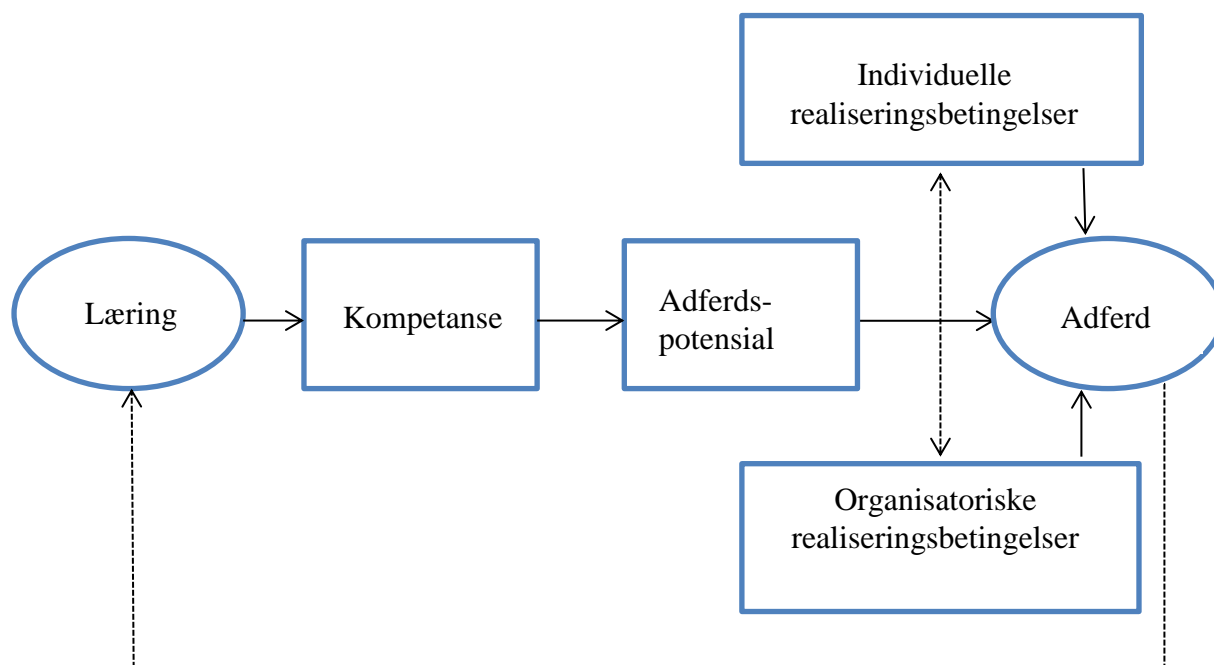 Individuelle
realiseringsbetingelser
Læring
Kompetanse
Adferds-
potensial
Adferd
Organisatoriske
realiseringsbetingelser